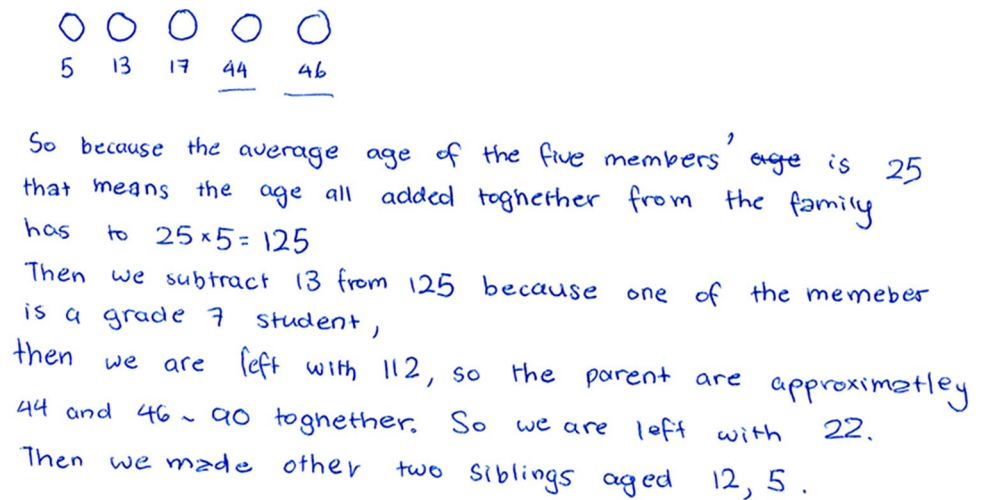 5 13 17 44 46
So because the average age of the five members' age is 25
that means the age all added toghether from the family
has to 25×5=125
Then we subtract 13 from 125 because one of the memeber
is a grade 7 student,
then we are left with 112, so the parent are approximatley
44 and 46 ~ 90 toghether. So we are left with 22.
Then we made other two siblings aged 12, 5.